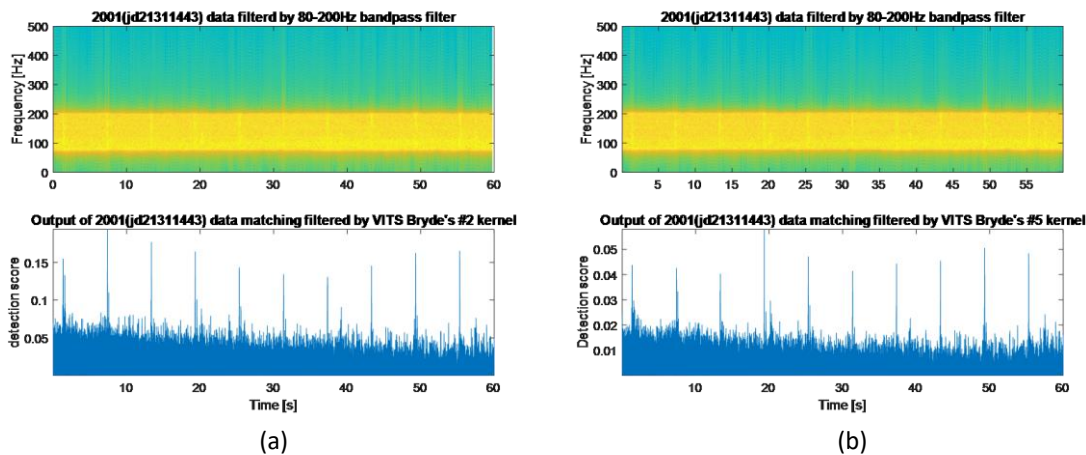 2001(jd21311443) data filterd by 80-200Hz bandpass filter
500
400
300
200
100
0
Frequency [Hz]
0 10 20 30 40 50 60
Output of 2001(jd21311443) data matching filtered by VITS Bryde's #2 kernel
0.15
0.1
0.05
detection score
10 20 30 40 50 60
Time [s]
(a)
2001(jd21311443) data filterd by 80-200Hz bandpass filter
500
400
300
200
100
0
Frequency [Hz]
5 10 15 20 25 30 35 40 45 50 55
Output of 2001(jd21311443) data matching filtered by VITS Bryde's #5 kernel
0.05
0.04
0.03
0.02
0.01
Detection score
10 20 30 40 50 60
Time [s]
(b)